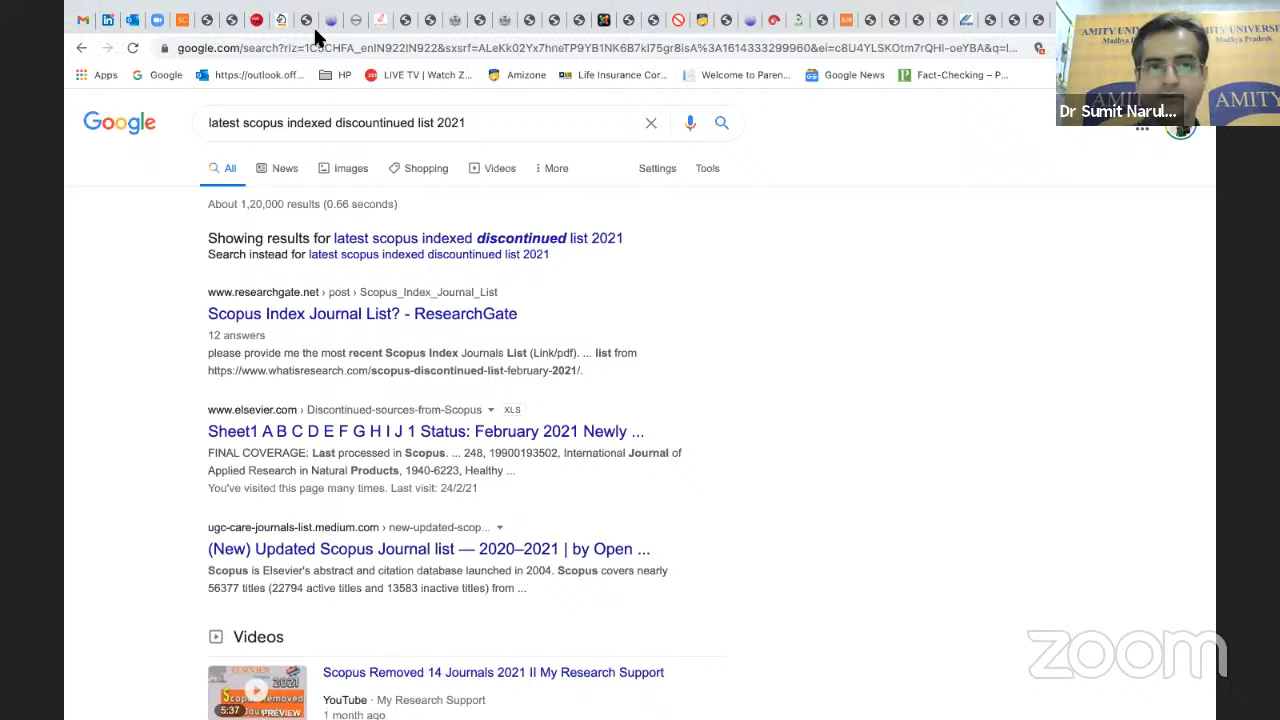 google.com/search?rlz=1C5CHFA_enIN922IN922&sxsrf=ALeKk02Yx7hneTP9YB1NK6B7kI75gr8isA%3A1614333299960&ei=c8U4YLSKOtm7rQHI-oeYBA&q=l...
Apps Google https://outlook.off... HP LIVE TV | Watch Z... Amizone Life Insurance Cor... Welcome to Paren... Google News Fact-Checking – P...
AMITY UNIVERSITY
Madhya Pradesh
AMITY
Dr Sumit Narul...
Google
latest scopus indexed discountinued list 2021
All News Images Shopping Videos More Settings Tools
About 1,20,000 results (0.66 seconds)
Showing results for latest scopus indexed discontinued list 2021
Search instead for latest scopus indexed discountinued list 2021
www.researchgate.net › post › Scopus_Index_Journal_List
Scopus Index Journal List? - ResearchGate
12 answers
please provide me the most recent Scopus Index Journals List (Link/pdf). ... list from
https://www.whatisresearch.com/scopus-discontinued-list-february-2021/.
www.elsevier.com › Discontinued-sources-from-Scopus XLS
Sheet1 A B C D E F G H I J 1 Status: February 2021 Newly ...
FINAL COVERAGE: Last processed in Scopus. ... 248, 19900193502, International Journal of
Applied Research in Natural Products, 1940-6223, Healthy ...
You've visited this page many times. Last visit: 24/2/21
ugc-care-journals-list.medium.com › new-updated-scop...
(New) Updated Scopus Journal list — 2020–2021 | by Open ...
Scopus is Elsevier's abstract and citation database launched in 2004. Scopus covers nearly
56377 titles (22794 active titles and 13583 inactive titles) from ...
Videos
Scopus Removed 14 Journals 2021 II My Research Support
YouTube · My Research Support
1 month ago
ELSEVIER
2021
Scopus Removed
5:37
PREVIEW
zoom